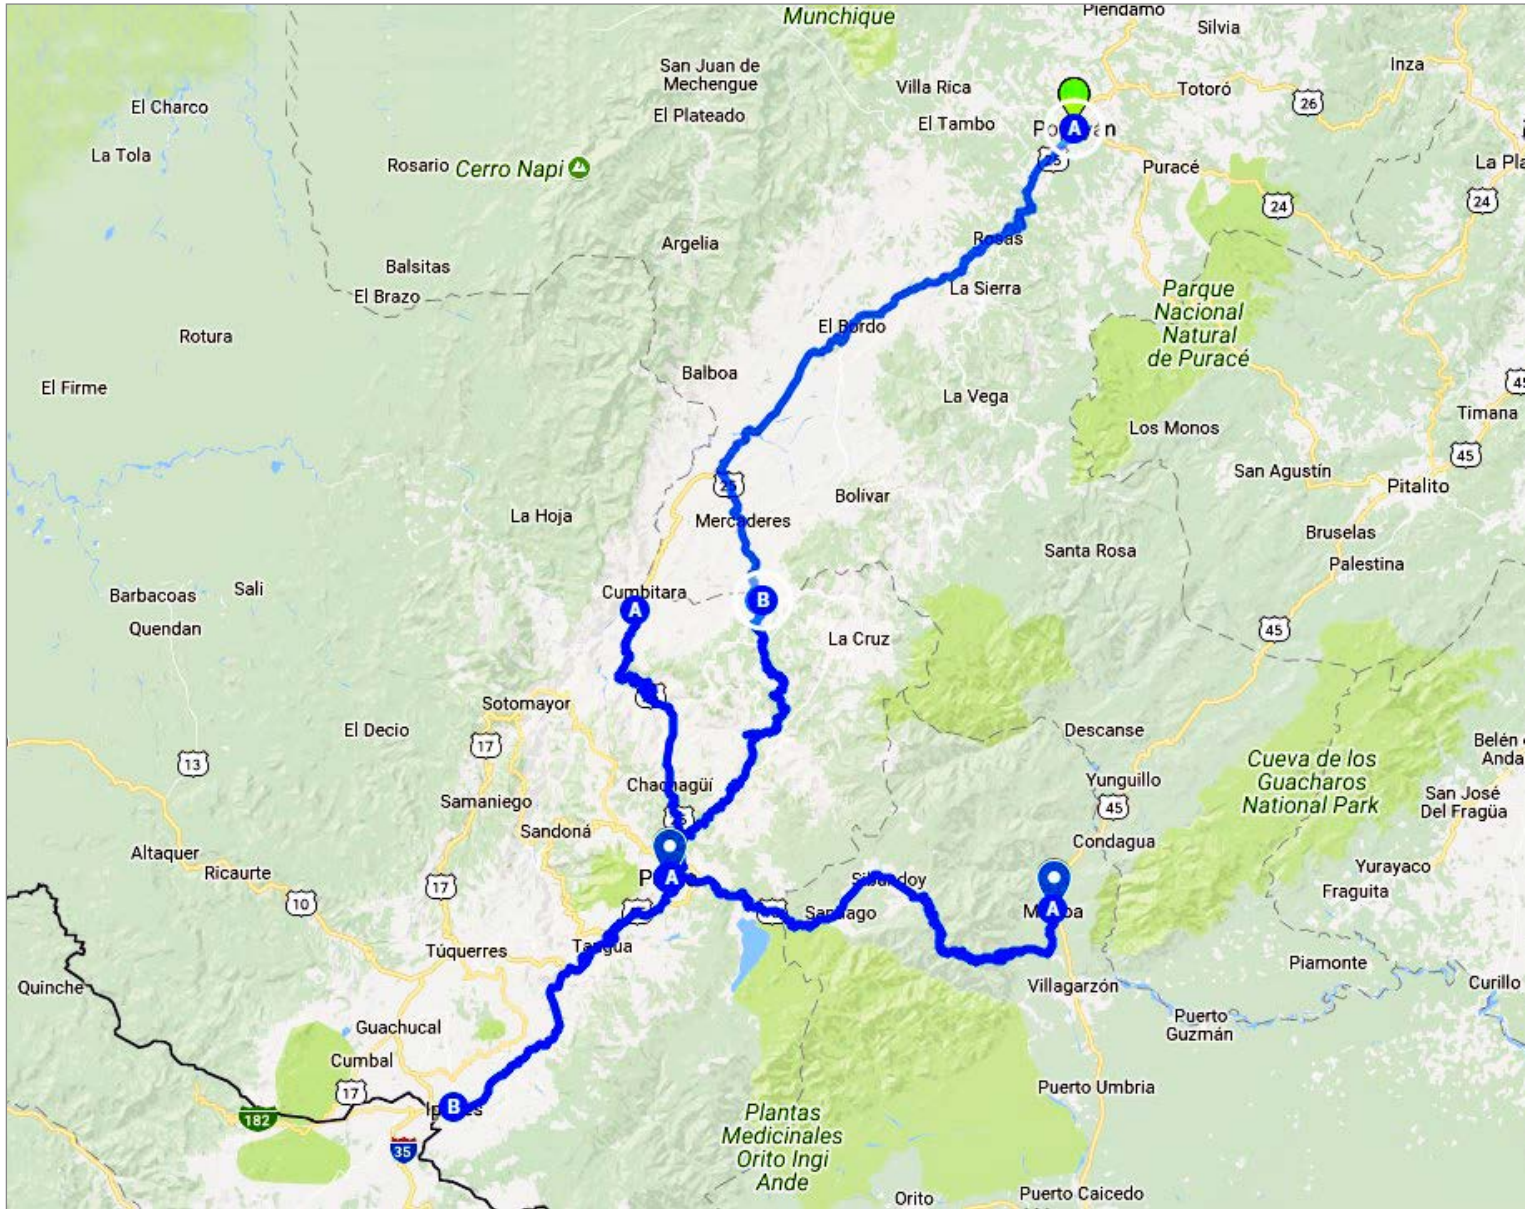 Munchique
Piendamo
Silvia
San Juan de
Mechengue
Inza
Villa Rica
Totoró
26
El Charco
El Plateado
El Tambo
A
La Tola
25
Rosario
Cerro Napi
Puracé
24
24
Argelia
Rosas
Balsitas
El Brazo
La Sierra
Parque
Nacional
Natural
de Puracé
El Bordo
Rotura
Balboa
El Firme
La Vega
Timana
Los Monos
45
San Agustín
Pitalito
25
Bolívar
La Hoja
Mercaderes
Bruselas
Santa Rosa
Palestina
Cumbitara
Sali
Barbacoas
B
A
Quendan
45
La Cruz
Sotomayor
El Decio
Descanse
17
13
Cueva de los
Guacharos
National Park
Yunguillo
Chachagüí
45
San José
Del Fragüa
Samaniego
Sandoná
Condagua
Altaquer
Ricaurte
Yurayaco
Fraguita
17
A
Sibundoy
10
Santiago
A
Túquerres
Tangua
Piamonte
Quinche
Villagarzón
Curillo
Puerto
Guzmán
Guachucal
Cumbal
17
Puerto Umbria
B
182
Plantas
Medicinales
Orito Ingi
Ande
35
Orito
Puerto Caicedo